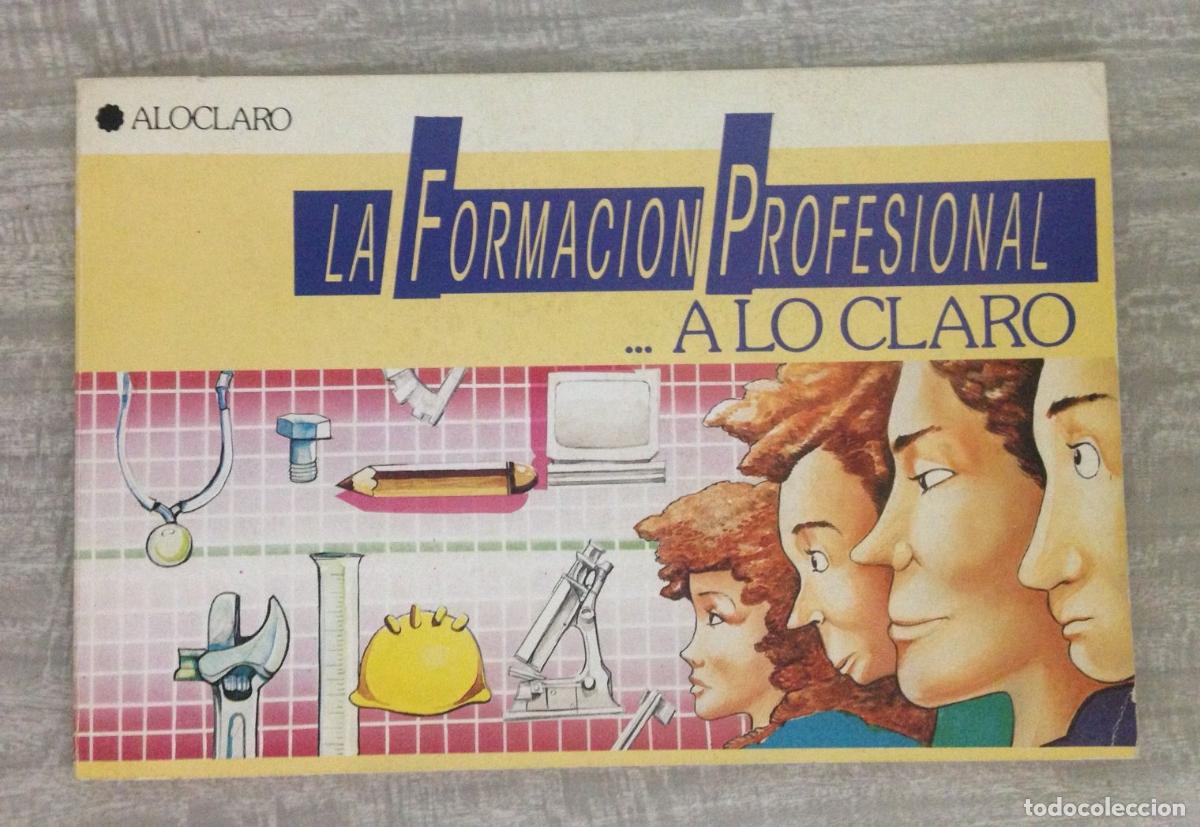 ALOCLARO
LA FORMACION PROFESIONAL
... A LO CLARO
todocoleccion